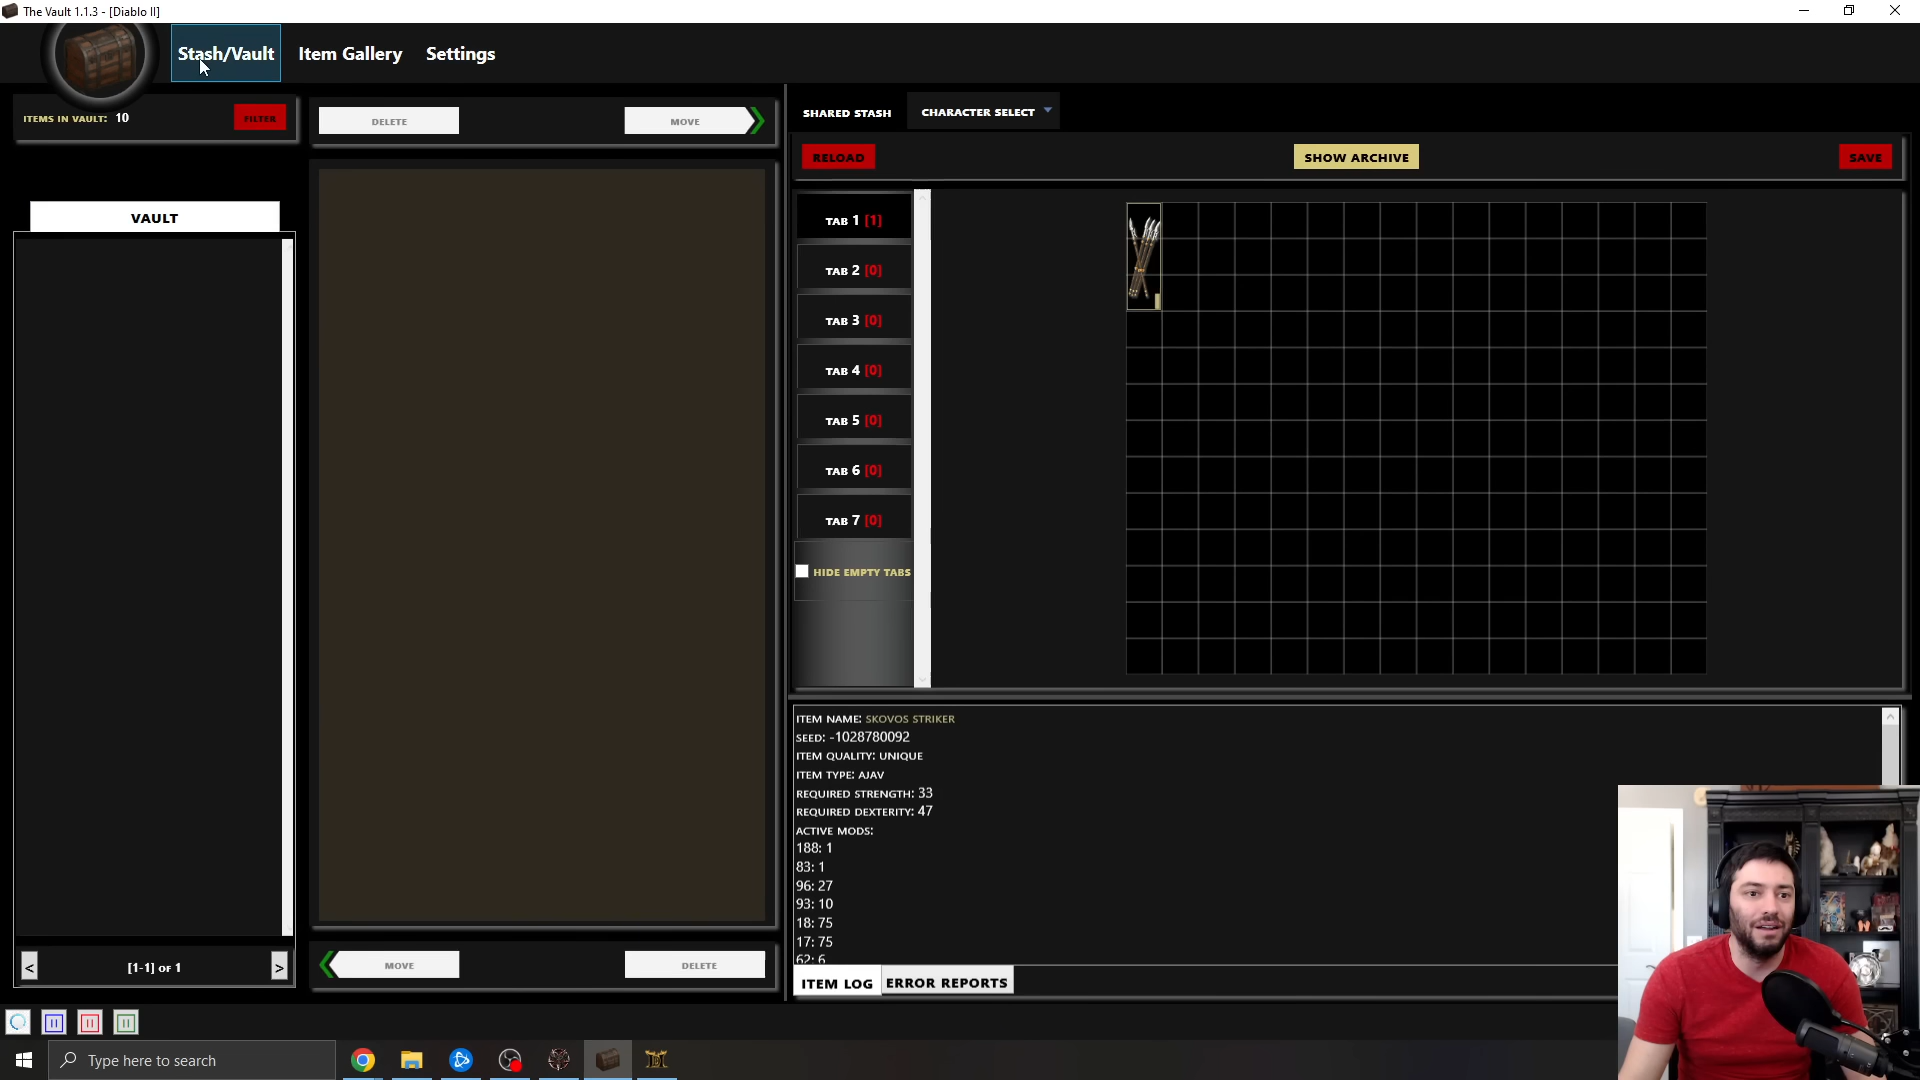 The Vault 1.1.3 - [Diablo II]
Stash/Vault
Item Gallery
Settings
ITEMS IN VAULT: 10
FILTER
DELETE
MOVE
SHARED STASH
CHARACTER SELECT
RELOAD
SHOW ARCHIVE
SAVE
VAULT
TAB 1 [1]
TAB 2 [0]
TAB 3 [0]
TAB 4 [0]
TAB 5 [0]
TAB 6 [0]
TAB 7 [0]
HIDE EMPTY TABS
ITEM NAME: SKOVOS STRIKER
SEED: -1028780092
ITEM QUALITY: UNIQUE
ITEM TYPE: AJAV
REQUIRED STRENGTH: 33
REQUIRED DEXTERITY: 47
ACTIVE MODS:
188: 1
83: 1
96: 27
93: 10
18: 75
17: 75
62: 6
< [1-1] OF 1 >
MOVE
DELETE
ITEM LOG
ERROR REPORTS
Type here to search